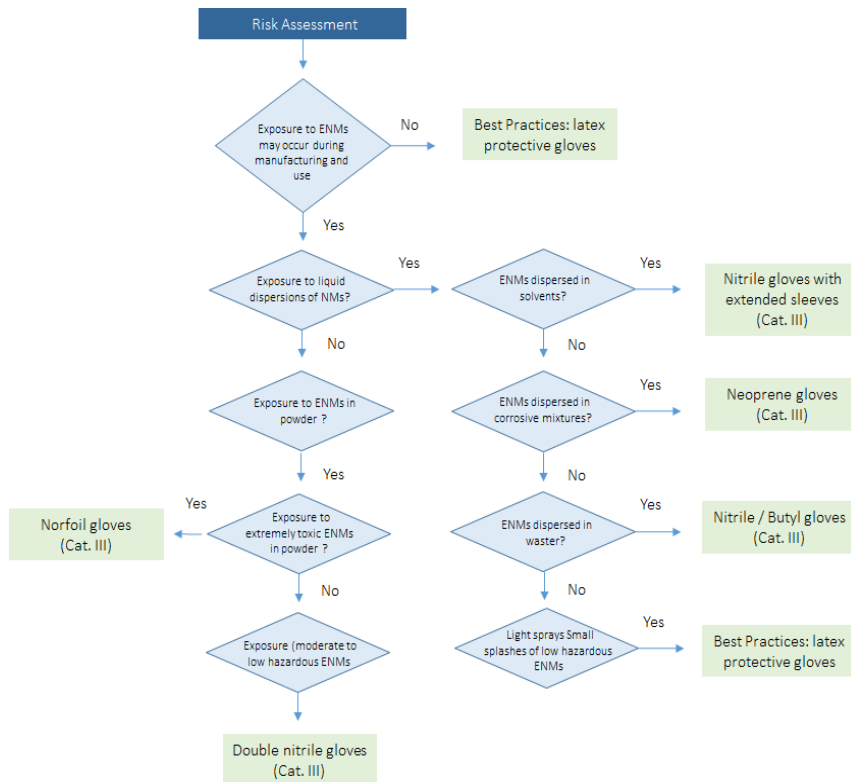 Risk Assessment
Exposure to ENMs
may occur during
manufacturing and
use
No
Best Practices: latex
protective gloves
Yes
Exposure to liquid
dispersions of NMs?
Yes
ENMs dispersed in
solvents?
Yes
Nitrile gloves with
extended sleeves
(Cat. III)
No
No
Exposure to ENMs in
powder ?
ENMs dispersed in
corrosive mixtures?
Yes
Neoprene gloves
(Cat. III)
Yes
No
Norfoil gloves
(Cat. III)
Yes
Exposure to
extremely toxic ENMs
in powder ?
ENMs dispersed in
waster?
Yes
Nitrile / Butyl gloves
(Cat. III)
No
No
Exposure (moderate to
low hazardous ENMs
Light sprays Small
splashes of low hazardous
ENMs
Yes
Best Practices: latex
protective gloves
Double nitrile gloves
(Cat. III)